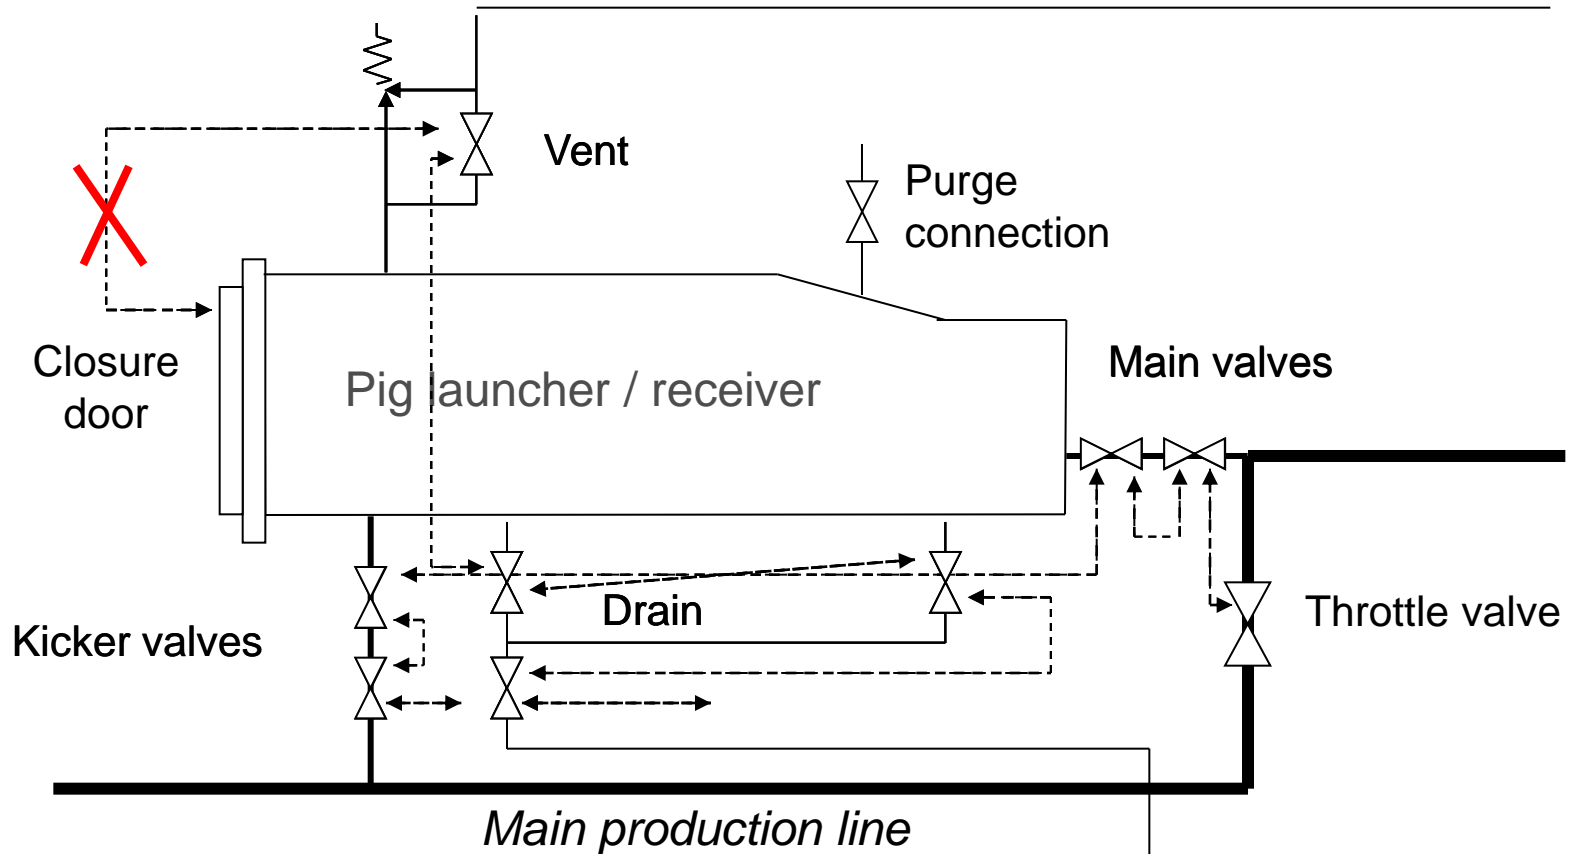 Vent
Purge
connection
Closure
door
Pig launcher / receiver
Main valves
Drain
Throttle valve
Kicker valves
Main production line